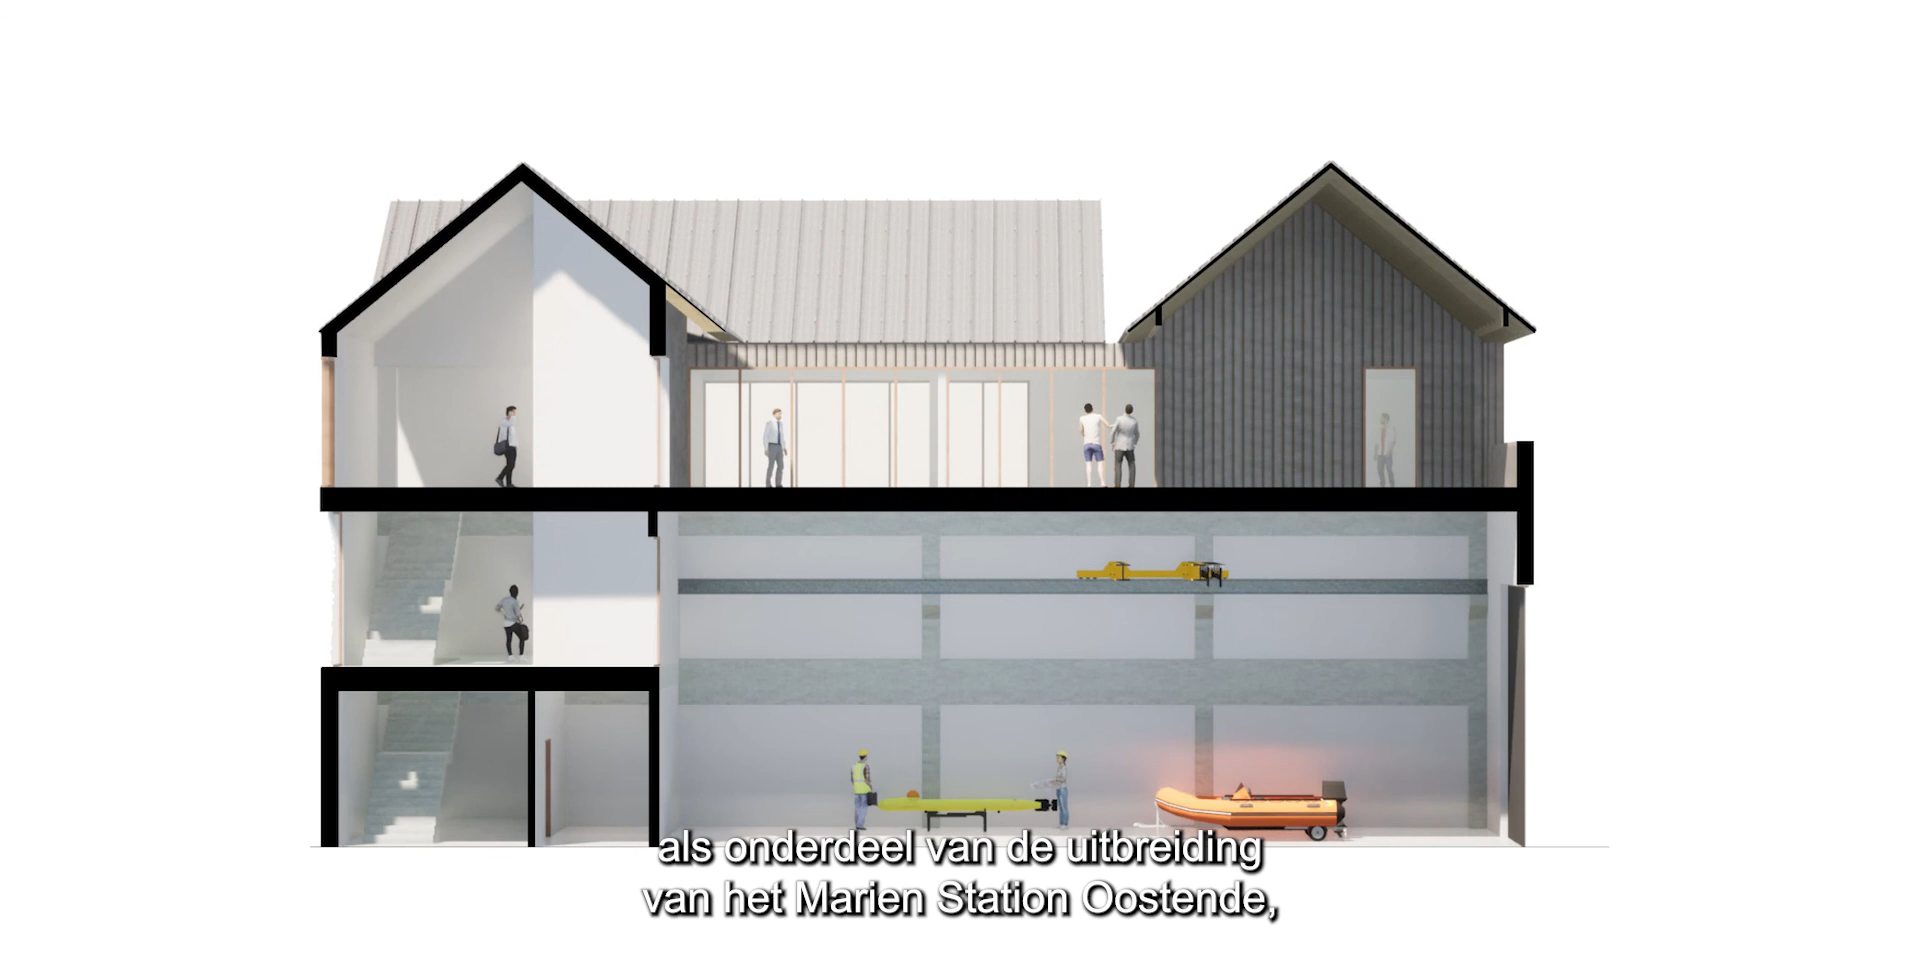 als onderdeel van de uitbreiding
van het Marien Station Oostende,